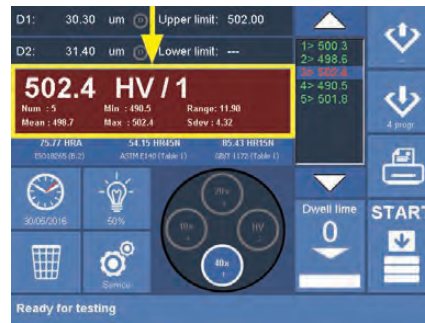 D1: 30.30 um D Upper limit: 502.00
D2: 31.40 um D Lower limit: ---
502.4 HV / 1
Num : 5 Min : 490.5 Range: 11.90
Mean : 498.7 Max : 502.4 Sdev : 4.32
75.77 HRA 54.15 HR45N 85.43 HR15N
ISO18265 (B.2) ASTM E140 (Table 1) GB/T 1172 (Table 1)
1> 500.3
2> 498.6
3> 502.4
4> 490.5
5> 501.8
4 progr.
30/06/2016
50%
Service
20x
10x
HV
40x
Dwell time
0
START
Ready for testing